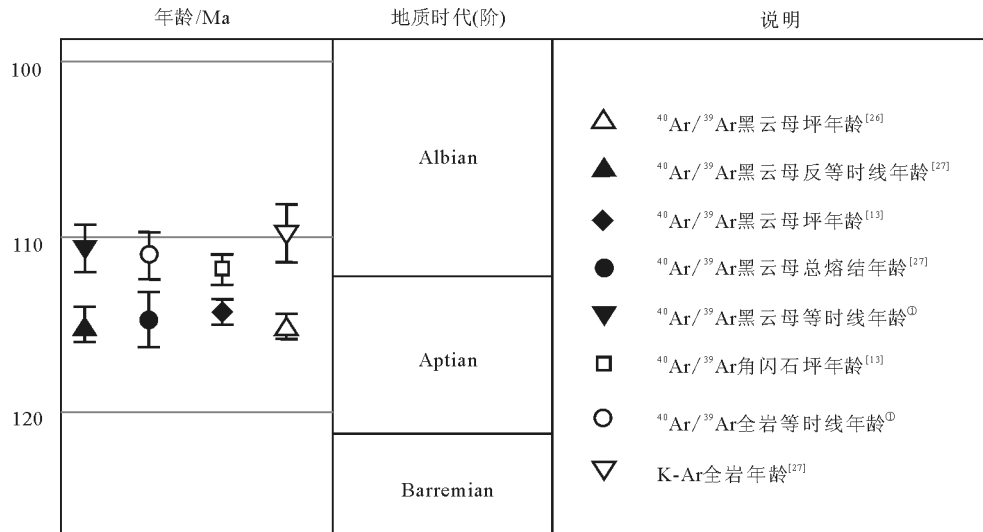 年龄/Ma 地质时代(阶) 说明
100
110
120
Albian
Aptian
Barremian
⁴⁰Ar/³⁹Ar黑云母坪年龄[26]
⁴⁰Ar/³⁹Ar黑云母反等时线年龄[27]
⁴⁰Ar/³⁹Ar黑云母坪年龄[13]
⁴⁰Ar/³⁹Ar黑云母总熔结年龄[27]
⁴⁰Ar/³⁹Ar黑云母等时线年龄①
⁴⁰Ar/³⁹Ar角闪石坪年龄[13]
⁴⁰Ar/³⁹Ar全岩等时线年龄①
K-Ar全岩年龄[27]